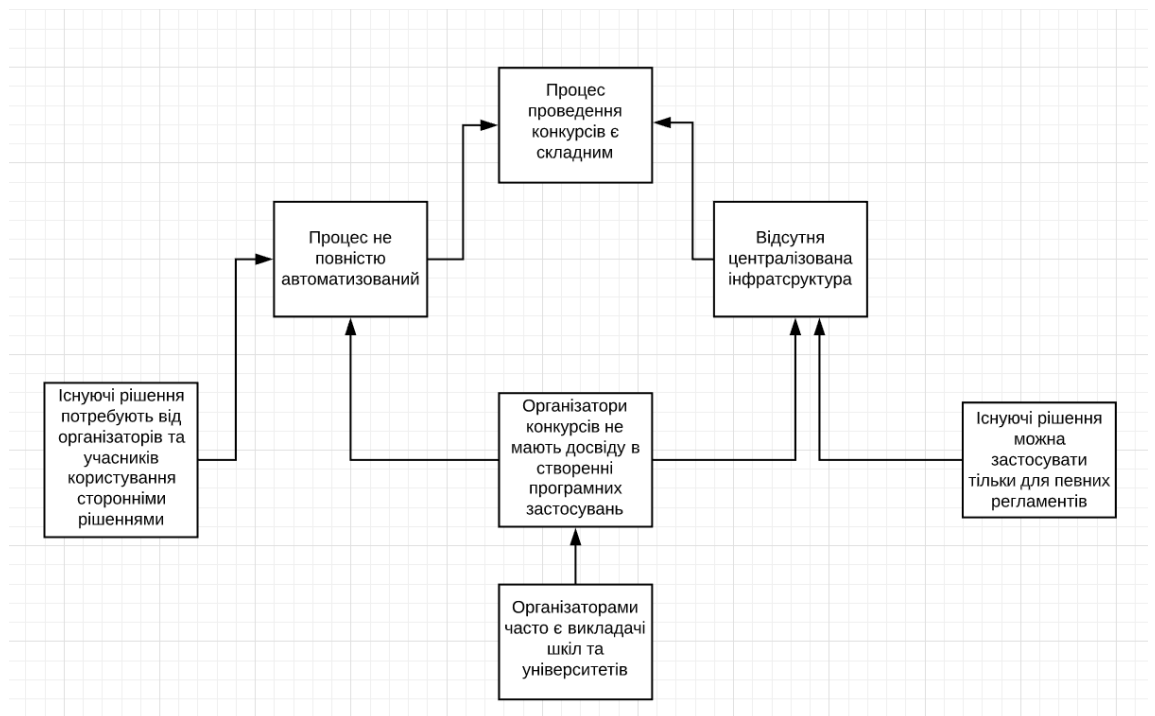 Процес
проведення
конкурсів є
складним
Процес не
повністю
автоматизований
Відсутня
централізована
інфратсруктура
Існуючі рішення
потребують від
організаторів та
учасників
користування
сторонніми
рішеннями
Організатори
конкурсів не
мають досвіду в
створенні
програмних
застосувань
Існуючі рішення
можна
застосувати
тільки для певних
регламентів
Організаторами
часто є викладачі
шкіл та
університетів